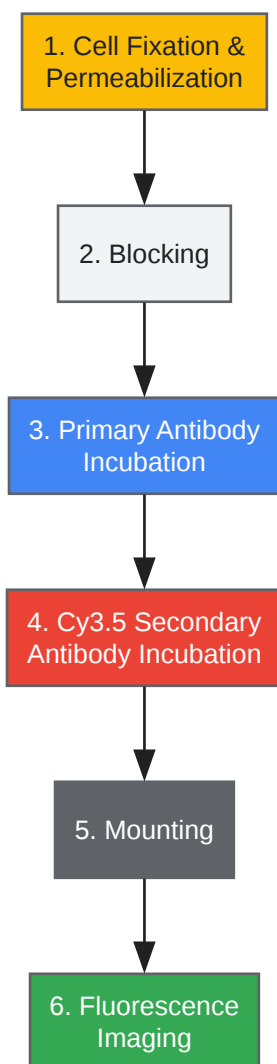 1. Cell Fixation &
Permeabilization
2. Blocking
3. Primary Antibody
Incubation
4. Cy3.5 Secondary
Antibody Incubation
5. Mounting
6. Fluorescence
Imaging